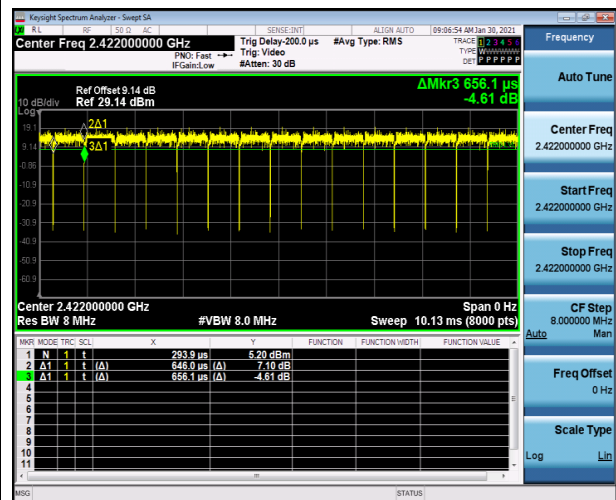 Keysight Spectrum Analyzer - Swept SA
RL RF 50 Ω AC SENSE:INT ALIGN AUTO 09:06:54 AM Jan 30, 2021
Center Freq 2.422000000 GHz
PNO: Fast
IFGain:Low
Trig Delay-200.0 µs
Trig: Video
#Atten: 30 dB
#Avg Type: RMS
TRACE 1 2 3 4 5 6
TYPE WWWWWW
DET P P P P P P
Ref Offset 9.14 dB
10 dB/div Ref 29.14 dBm
Log
ΔMkr3 656.1 µs
-4.61 dB
19.1
9.14
-0.86
-10.9
-20.9
-30.9
-40.9
-50.9
-60.9
2Δ1
3Δ1
Center 2.422000000 GHz Span 0 Hz
Res BW 8 MHz #VBW 8.0 MHz Sweep 10.13 ms (8000 pts)
MKR MODE TRC SCL X Y FUNCTION FUNCTION WIDTH FUNCTION VALUE
1 N 1 t 293.9 µs 5.20 dBm
2 Δ1 1 t (Δ) 646.0 µs (Δ) 7.10 dB
3 Δ1 1 t (Δ) 656.1 µs (Δ) -4.61 dB
4
5
6
7
8
9
10
11
MSG STATUS
Frequency
Auto Tune
Center Freq
2.422000000 GHz
Start Freq
2.422000000 GHz
Stop Freq
2.422000000 GHz
CF Step
8.000000 MHz
Auto Man
Freq Offset
0 Hz
Scale Type
Log Lin